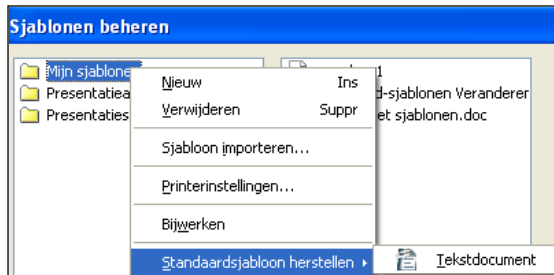 Sjablonen beheren
Mijn sjablone
1
Presentatiea
d-sjablonen Veranderer
Presentaties
et sjablonen.doc
Nieuw Ins
Verwijderen Suppr
Sjabloon importeren...
Printerinstellingen...
Bijwerken
Standaardsjabloon herstellen
Tekstdocument